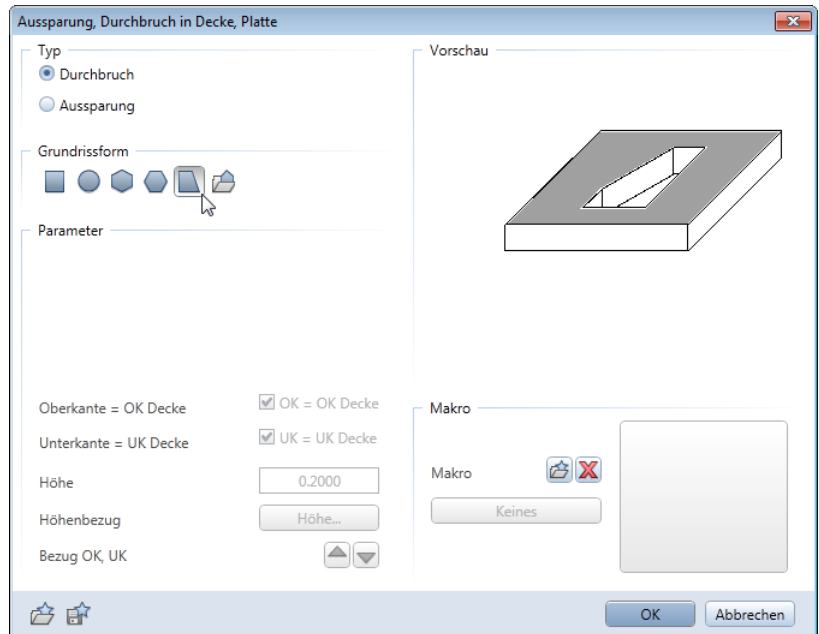 Aussparung, Durchbruch in Decke, Platte
Typ
Durchbruch
Aussparung
Grundrissform
Parameter
Oberkante = OK Decke
OK = OK Decke
Unterkante = UK Decke
UK = UK Decke
Höhe
0.2000
Höhenbezug
Höhe...
Bezug OK, UK
Vorschau
Makro
Makro
Keines
OK
Abbrechen